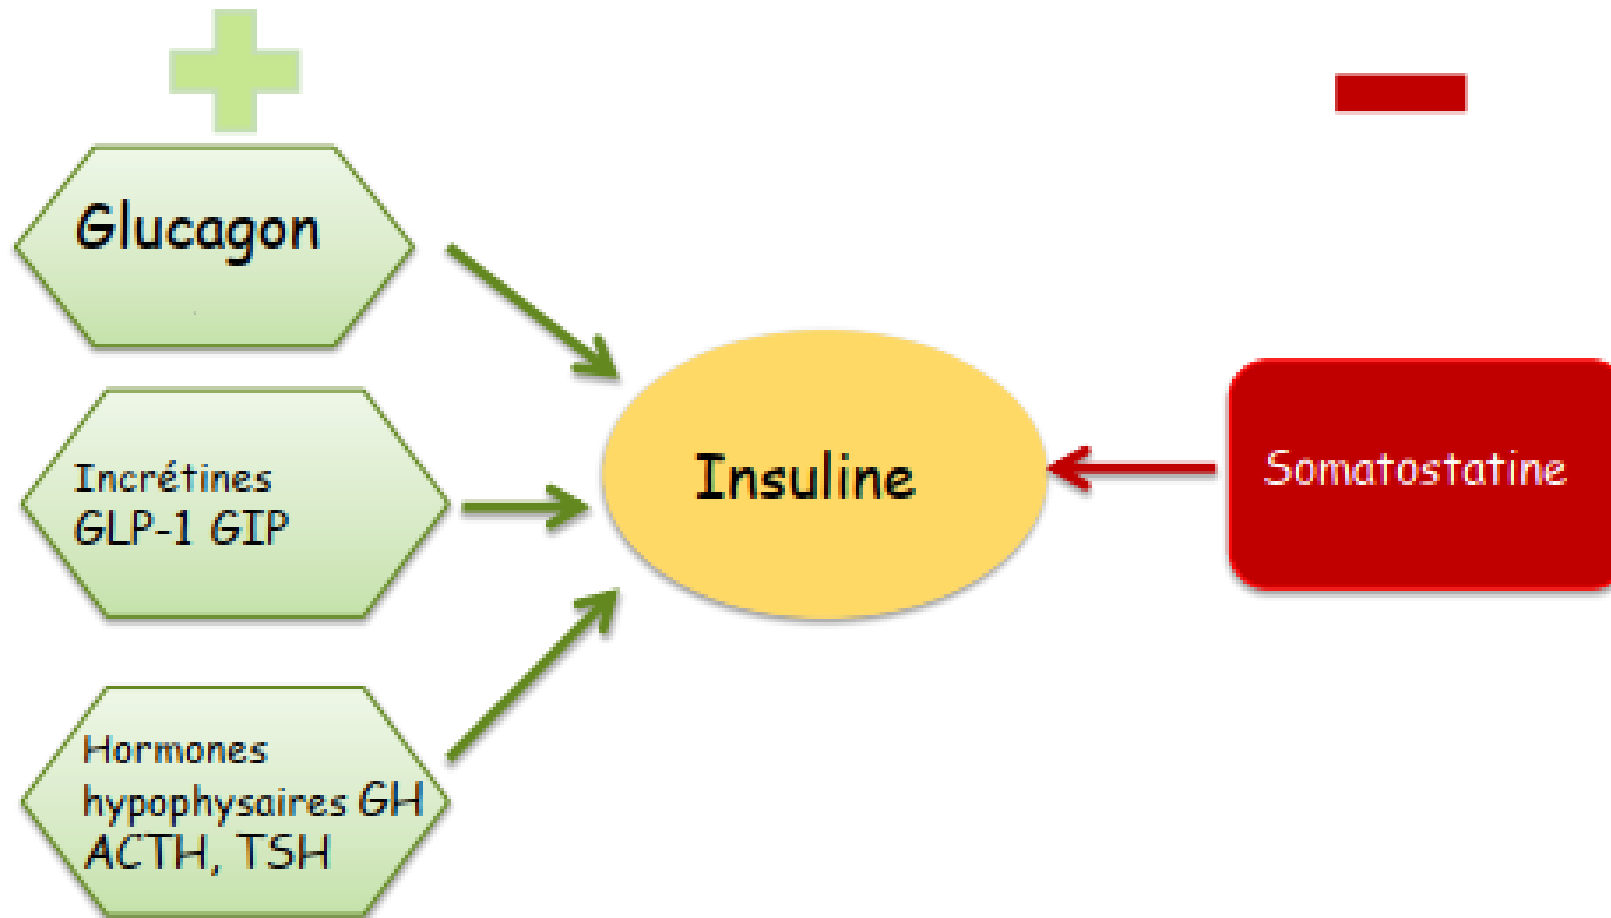 Glucagon
Incrétines
GLP-1 GIP
Hormones
hypophysaires GH
ACTH, TSH
Insuline
Somatostatine